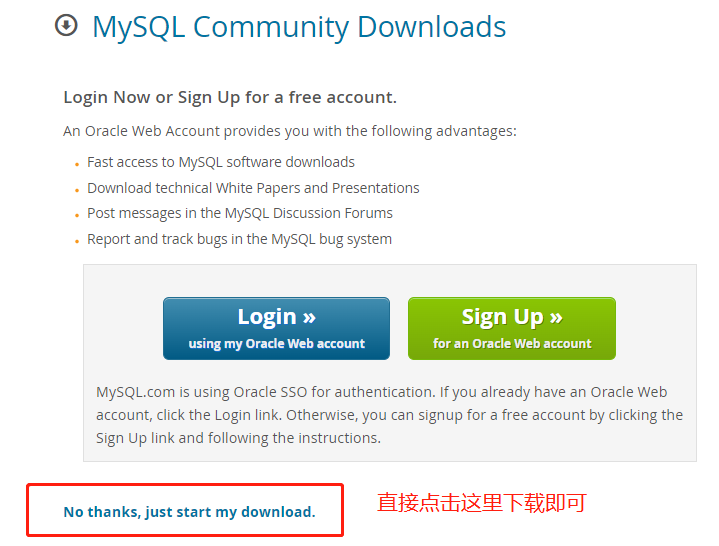 MySQL Community Downloads
Login Now or Sign Up for a free account.
An Oracle Web Account provides you with the following advantages:
Fast access to MySQL software downloads
Download technical White Papers and Presentations
Post messages in the MySQL Discussion Forums
Report and track bugs in the MySQL bug system
Login »
using my Oracle Web account
Sign Up »
for an Oracle Web account
MySQL.com is using Oracle SSO for authentication. If you already have an Oracle Web
account, click the Login link. Otherwise, you can signup for a free account by clicking the
Sign Up link and following the instructions.
No thanks, just start my download.
直接点击这里下载即可